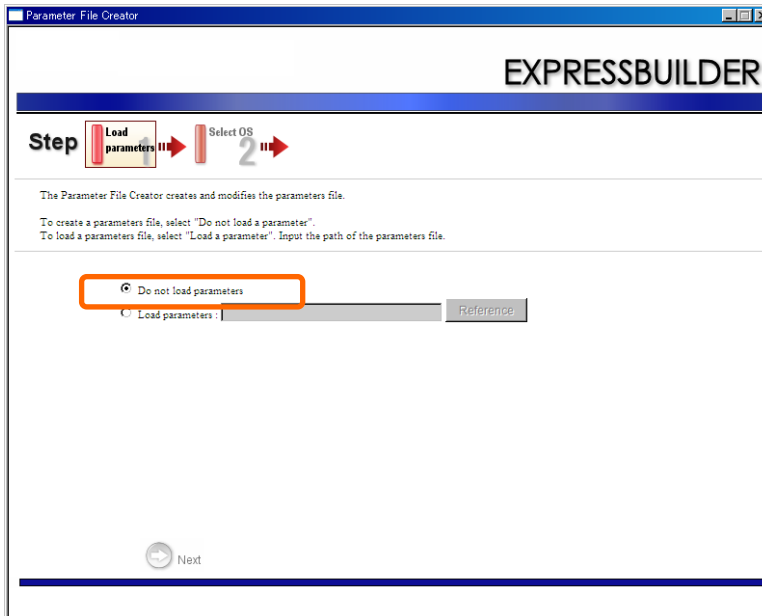 Parameter File Creator
EXPRESSBUILDER
Step
Load
parameters
1
Select OS
2
The Parameter File Creator creates and modifies the parameters file.
To create a parameters file, select "Do not load a parameter".
To load a parameters file, select "Load a parameter". Input the path of the parameters file.
Do not load parameters
Load parameters :
Reference
Next